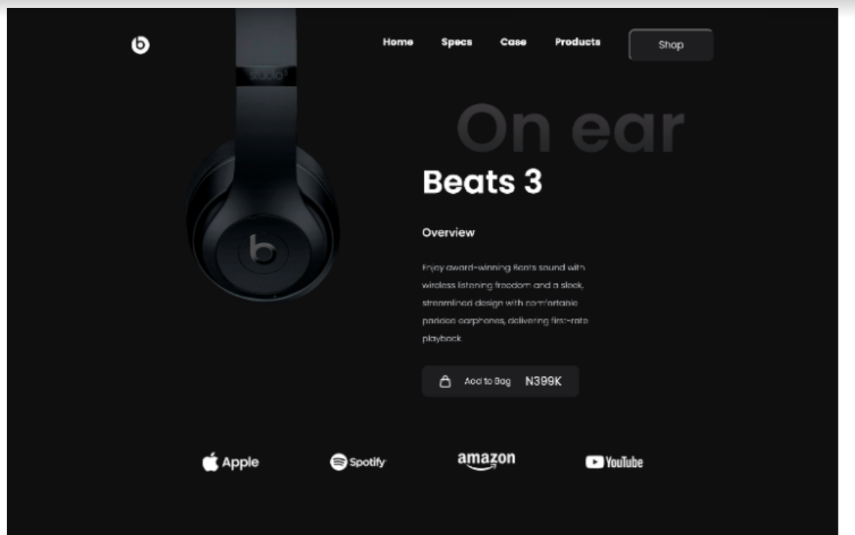 b
Home Specs Case Products Shop
studio³
On ear
Beats 3
Overview
Enjoy award-winning Beats sound with
wireless listening freedom and a sleek,
streamlined design with comfortable
padded earphones, delivering first-rate
playback.
Add to Bag N399K
b
Apple Spotify amazon YouTube